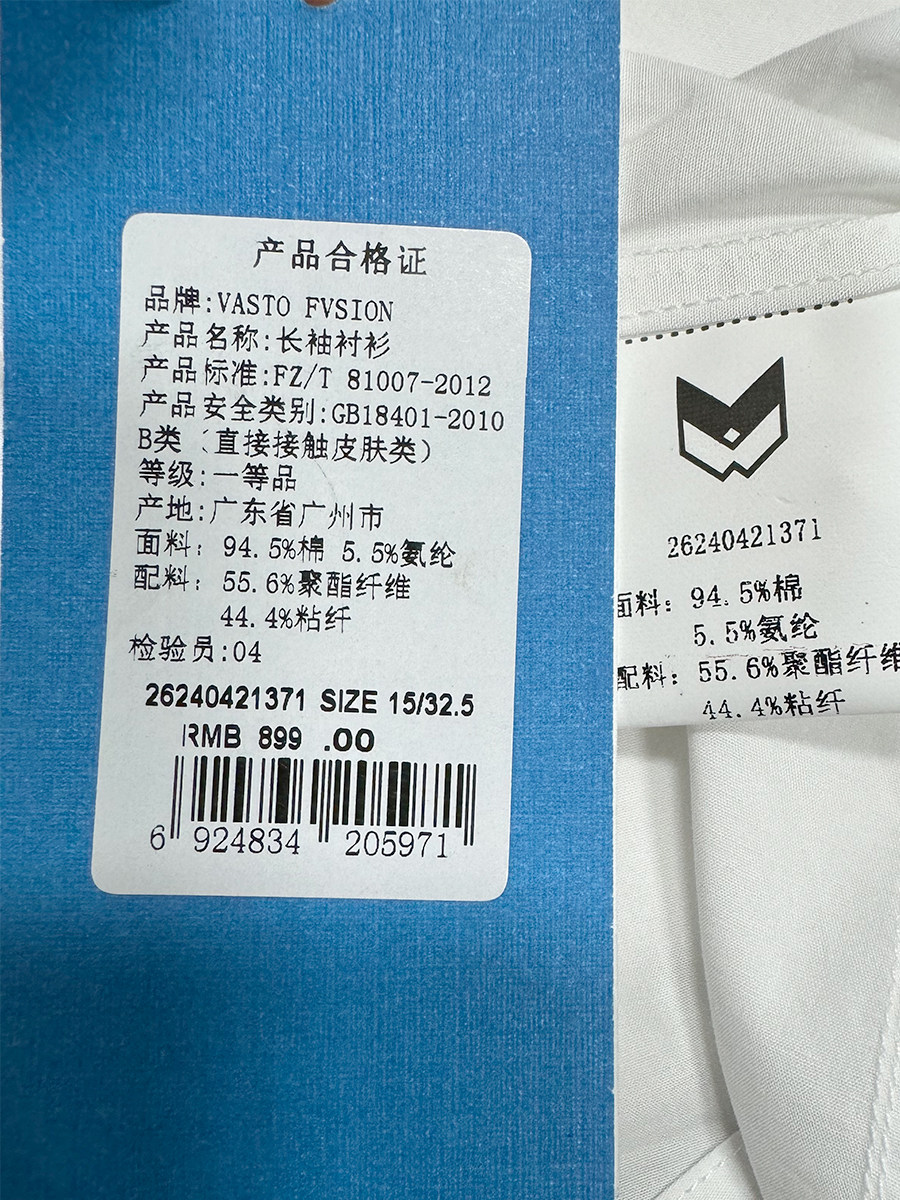 产品合格证
品牌:VASTO FVSION
产品名称:长袖衬衫
产品标准:FZ/T 81007-2012
产品安全类别:GB18401-2010
B类（直接接触皮肤类）
等级:一等品
产地:广东省广州市
面料: 94.5%棉 5.5%氨纶
配料: 55.6%聚酯纤维
44.4%粘纤
检验员:04
26240421371 SIZE 15/32.5
RMB 899 .00
6 924834 205971
26240421371
面料: 94.5%棉
5.5%氨纶
配料: 55.6%聚酯纤维
44.4%粘纤